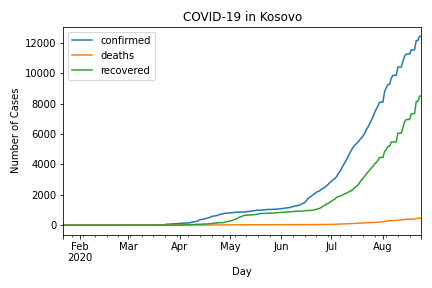 COVID-19 in Kosovo
confirmed
deaths
recovered
Number of Cases
12000
10000
8000
6000
4000
2000
0
Feb Mar Apr May Jun Jul Aug
2020
Day